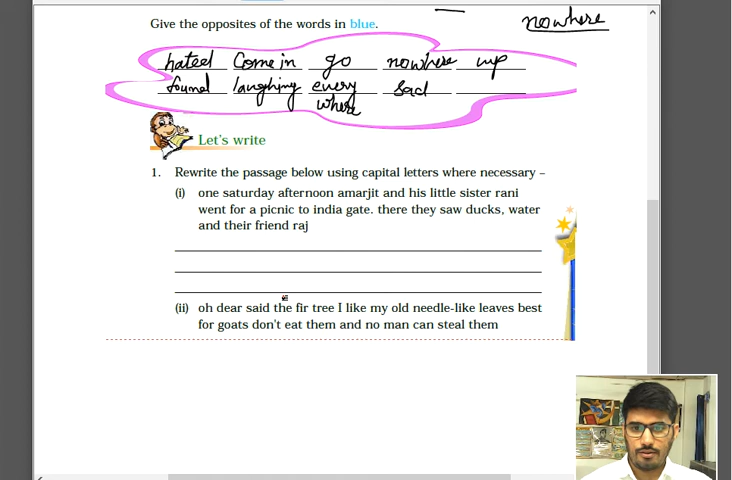 nowhere
Give the opposites of the words in blue.
hated Come in go nowhere up
found laughing every where sad
Let's write
1. Rewrite the passage below using capital letters where necessary –
(i) one saturday afternoon amarjit and his little sister rani
went for a picnic to india gate. there they saw ducks, water
and their friend raj
(ii) oh dear said the fir tree I like my old needle-like leaves best
for goats don't eat them and no man can steal them